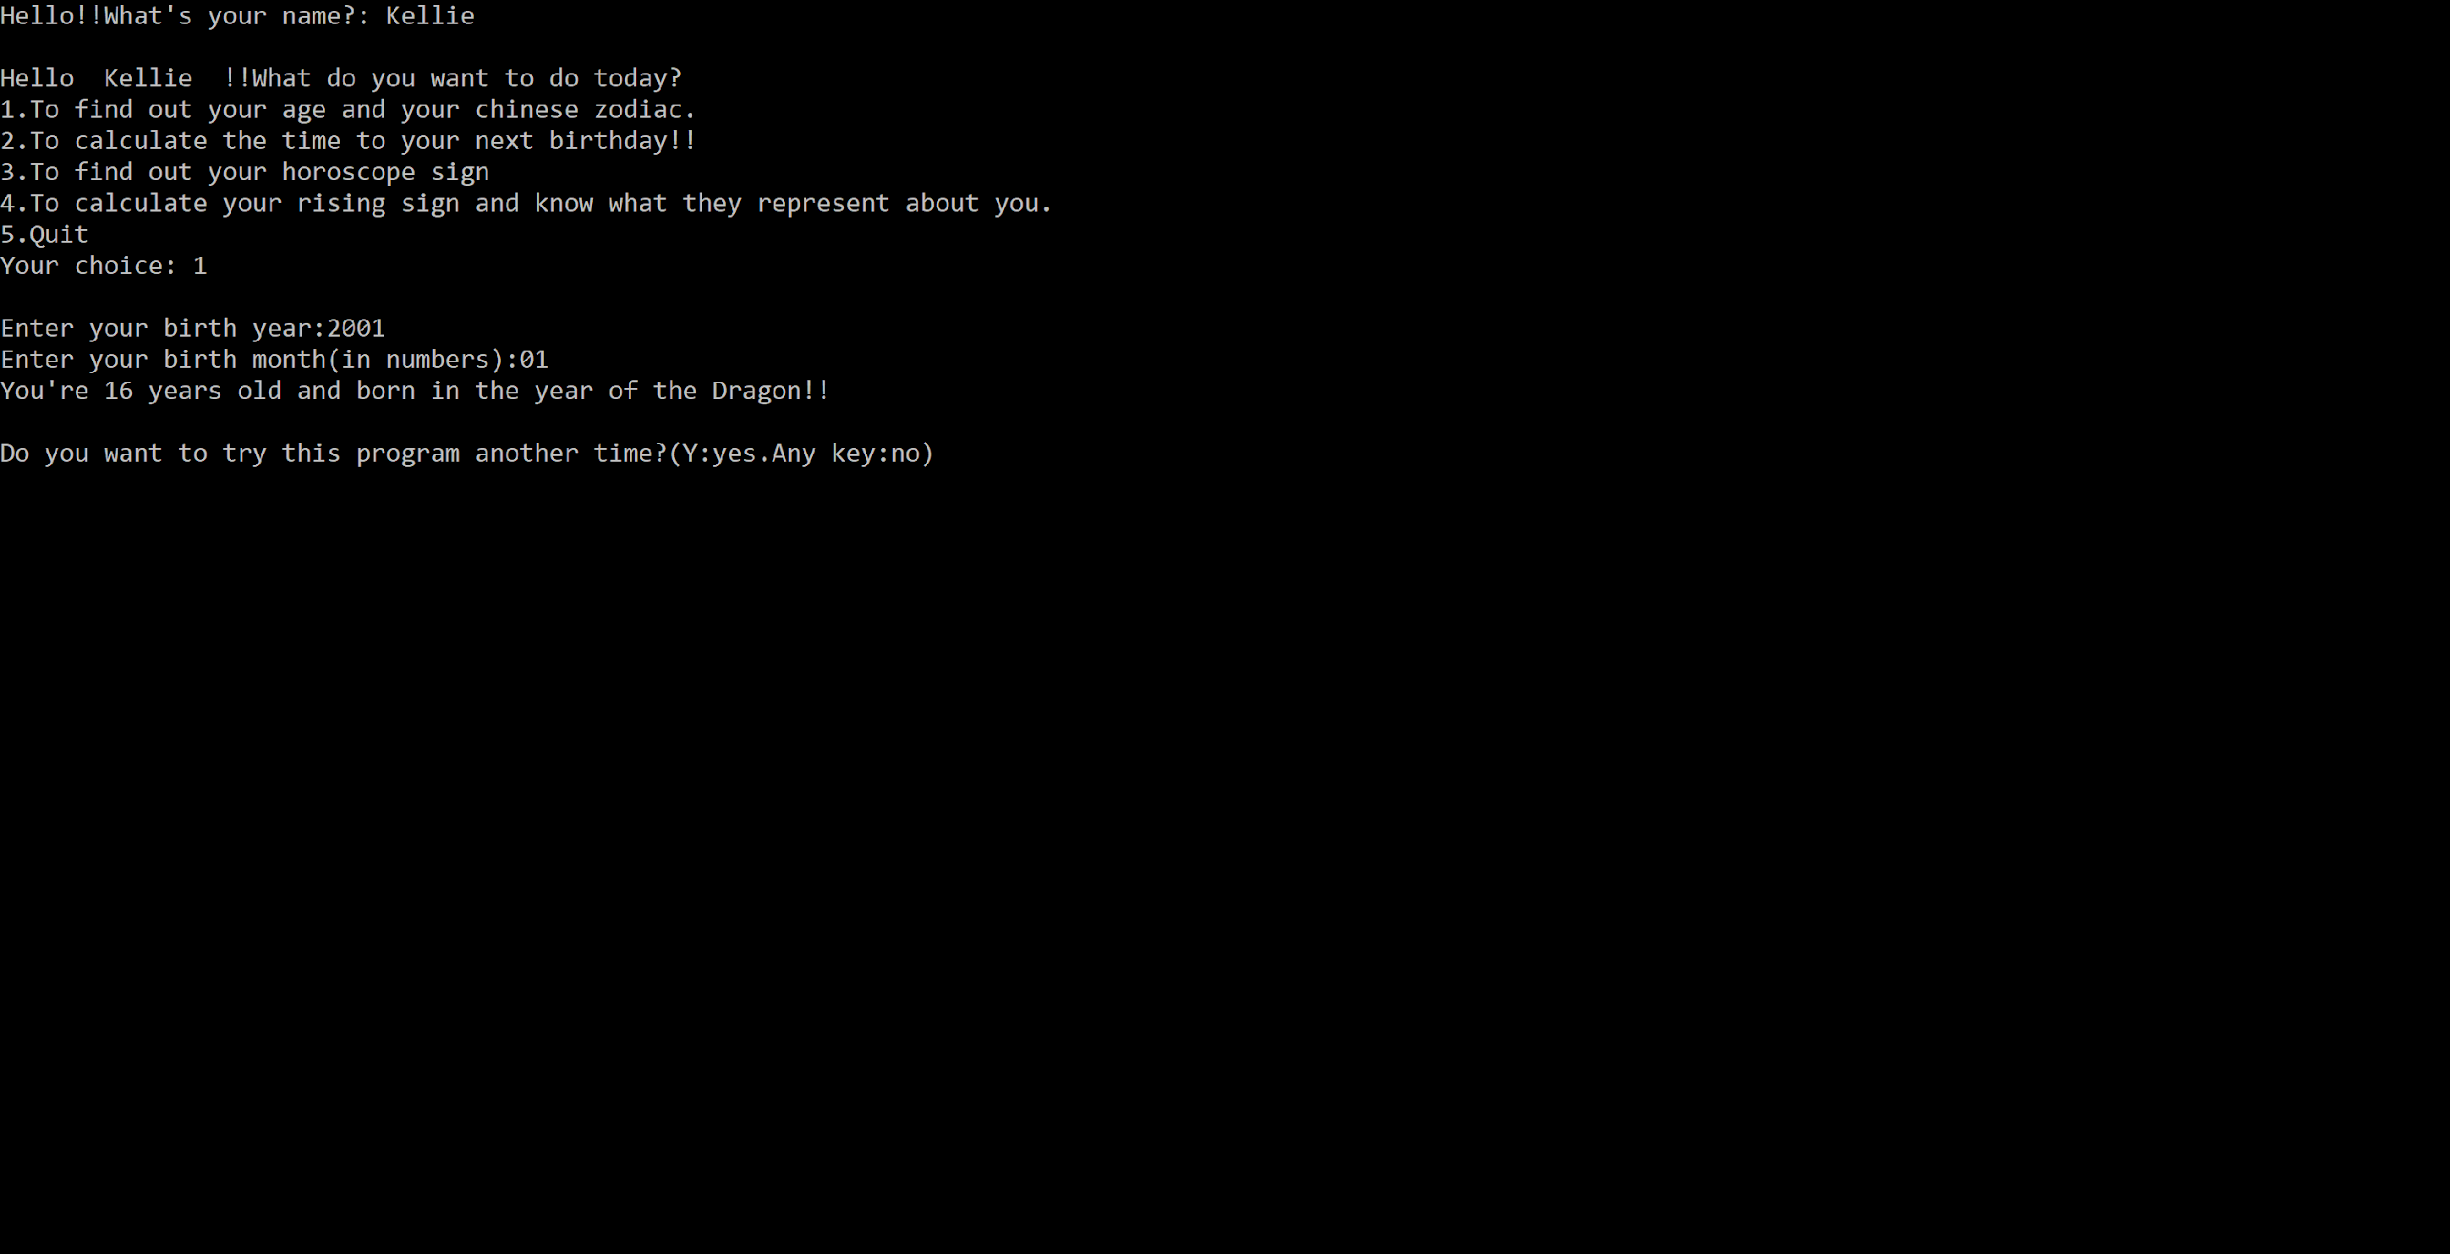 Hello!!What's your name?: Kellie
Hello  Kellie  !!What do you want to do today?
1.To find out your age and your chinese zodiac.
2.To calculate the time to your next birthday!!
3.To find out your horoscope sign
4.To calculate your rising sign and know what they represent about you.
5.Quit
Your choice: 1
Enter your birth year:2001
Enter your birth month(in numbers):01
You're 16 years old and born in the year of the Dragon!!
Do you want to try this program another time?(Y:yes.Any key:no)